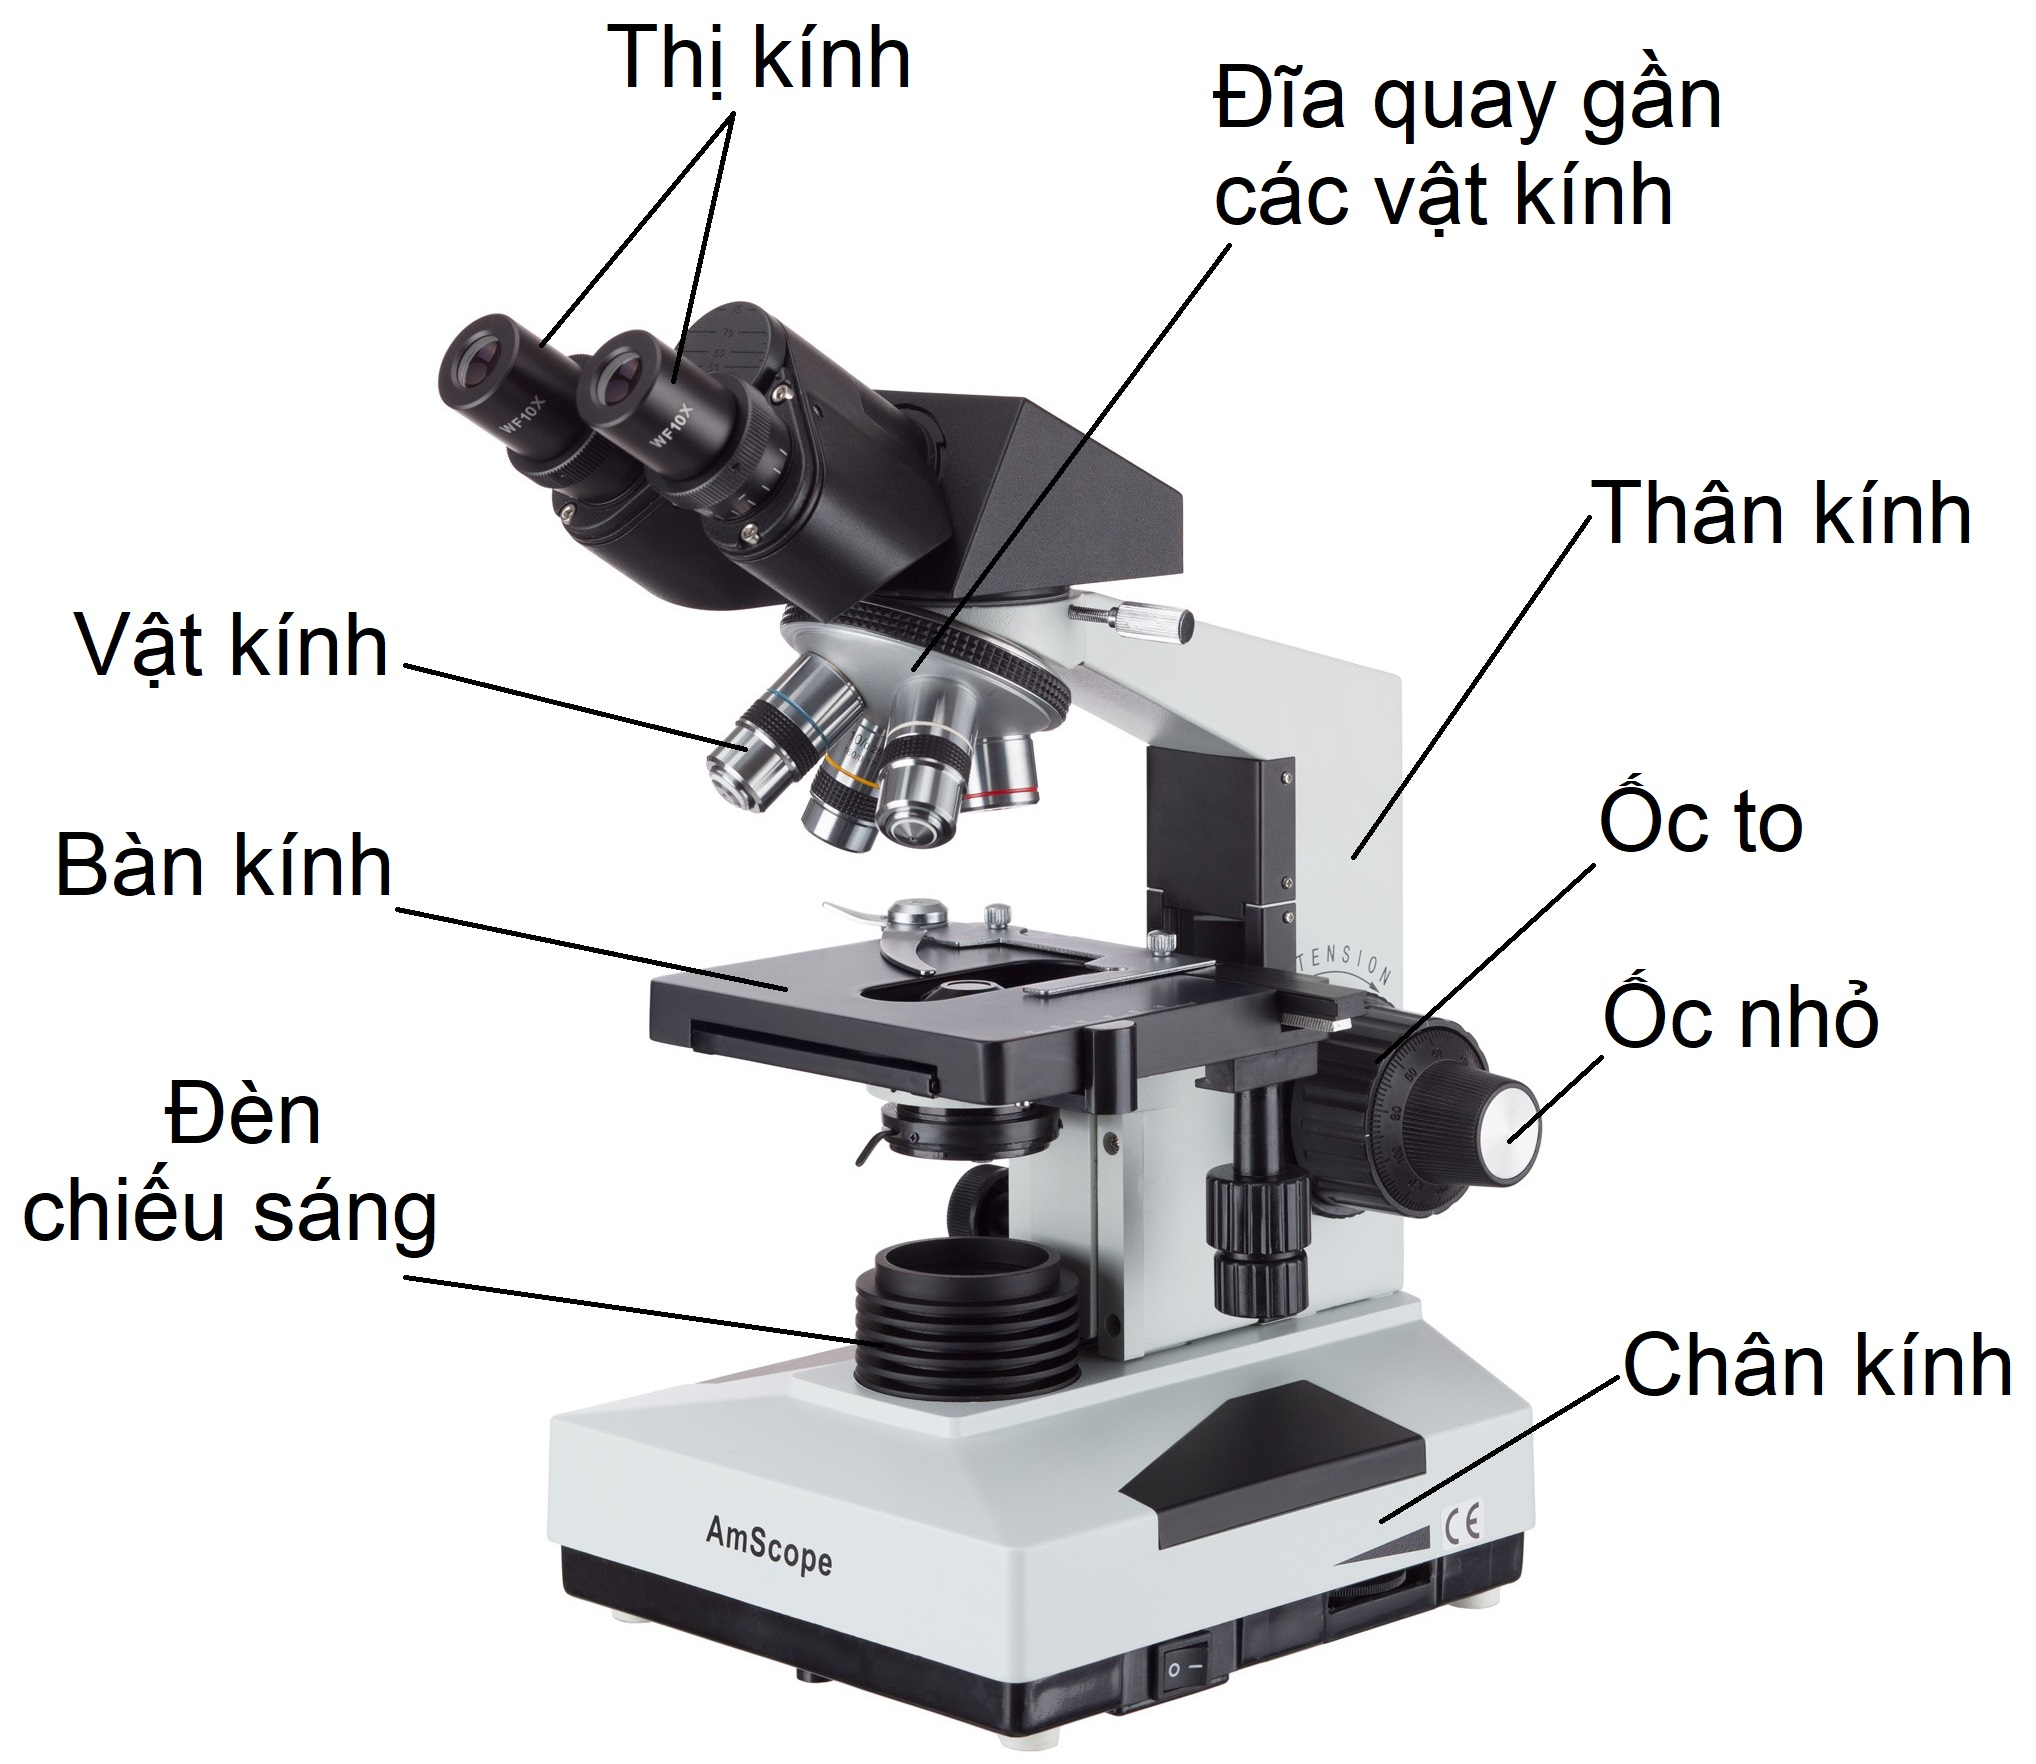 Thị kính
Đĩa quay gần
các vật kính
WF10X
WF10X
Thân kính
Vật kính
Ốc to
Bàn kính
TENSION
Ốc nhỏ
Đèn
chiếu sáng
Chân kính
AmScope
CE